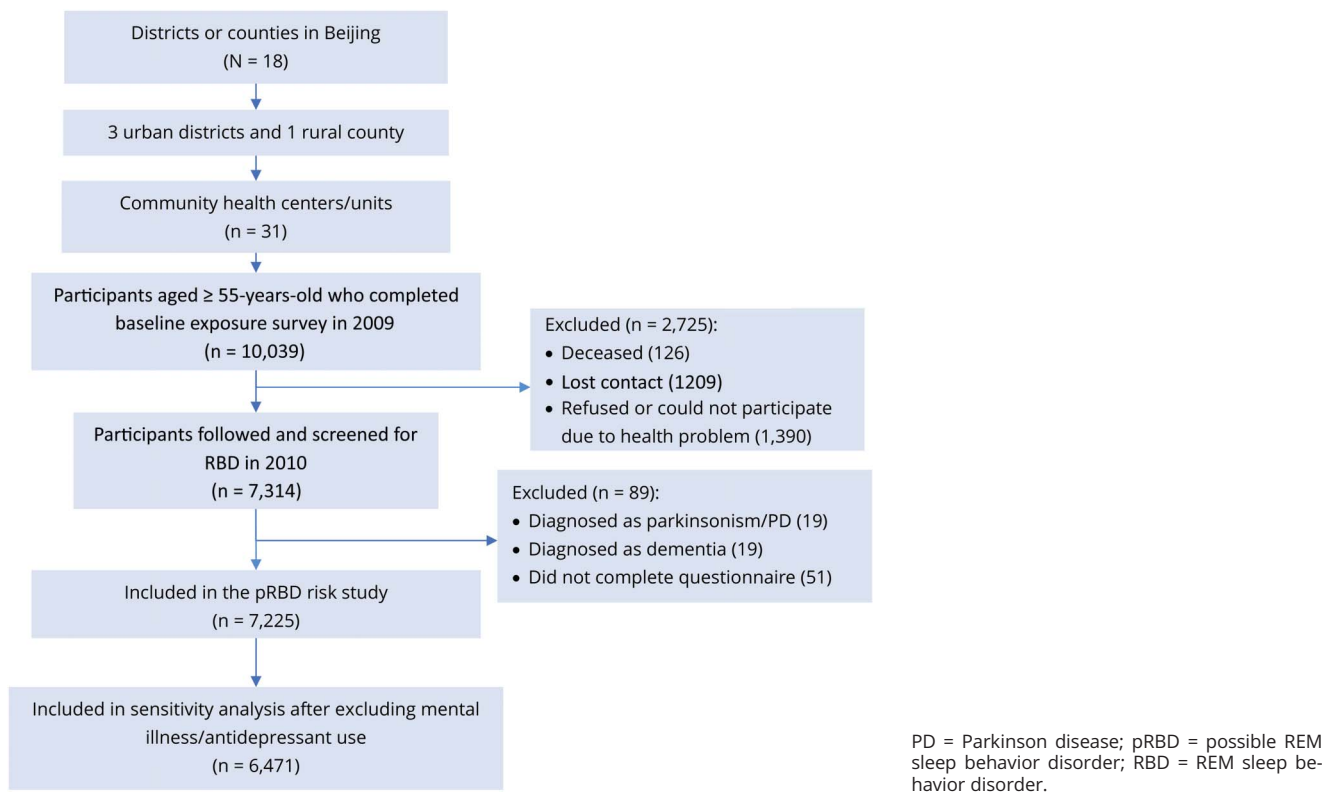 Districts or counties in Beijing
(N = 18)
3 urban districts and 1 rural county
Community health centers/units
(n = 31)
Participants aged ≥ 55-years-old who completed
baseline exposure survey in 2009
(n = 10,039)
Excluded (n = 2,725):
• Deceased (126)
• Lost contact (1209)
• Refused or could not participate
due to health problem (1,390)
Participants followed and screened for
RBD in 2010
(n = 7,314)
Excluded (n = 89):
• Diagnosed as parkinsonism/PD (19)
• Diagnosed as dementia (19)
• Did not complete questionnaire (51)
Included in the pRBD risk study
(n = 7,225)
Included in sensitivity analysis after excluding mental
illness/antidepressant use
(n = 6,471)
PD = Parkinson disease; pRBD = possible REM
sleep behavior disorder; RBD = REM sleep be-
havior disorder.